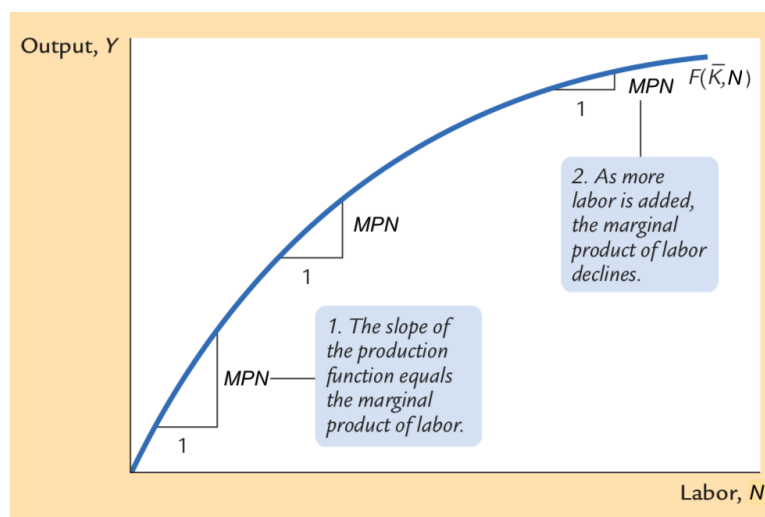 Output, Y
F(K̅,N)
MPN
1
2. As more
labor is added,
the marginal
product of labor
declines.
MPN
1
1. The slope of
the production
function equals
the marginal
product of labor.
MPN
1
Labor, N